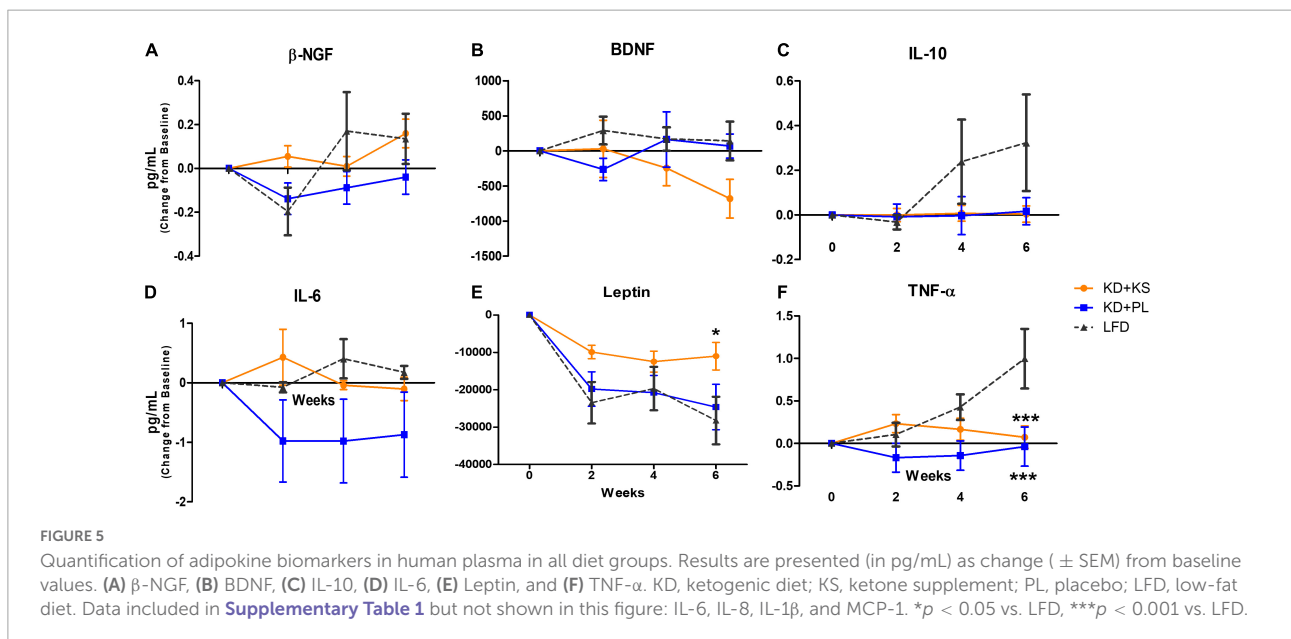 A
β-NGF
pg/mL
(Change from Baseline)
0.4
0.2
0.0
-0.2
-0.4
B
BDNF
1000
500
0
-500
-1000
-1500
C
IL-10
0.6
0.4
0.2
0.0
-0.2
0 2 4 6
D
IL-6
pg/mL
(Change from Baseline)
1
0
-1
-2
Weeks
E
Leptin
0
-10000
-20000
-30000
-40000
*
0 2 4 6
Weeks
F
TNF-α
1.5
1.0
0.5
0.0
-0.5
***
Weeks
***
0 2 4 6
KD+KS
KD+PL
LFD
FIGURE 5
Quantification of adipokine biomarkers in human plasma in all diet groups. Results are presented (in pg/mL) as change ( ± SEM) from baseline
values. (A) β-NGF, (B) BDNF, (C) IL-10, (D) IL-6, (E) Leptin, and (F) TNF-α. KD, ketogenic diet; KS, ketone supplement; PL, placebo; LFD, low-fat
diet. Data included in Supplementary Table 1 but not shown in this figure: IL-6, IL-8, IL-1β, and MCP-1. *p < 0.05 vs. LFD, ***p < 0.001 vs. LFD.